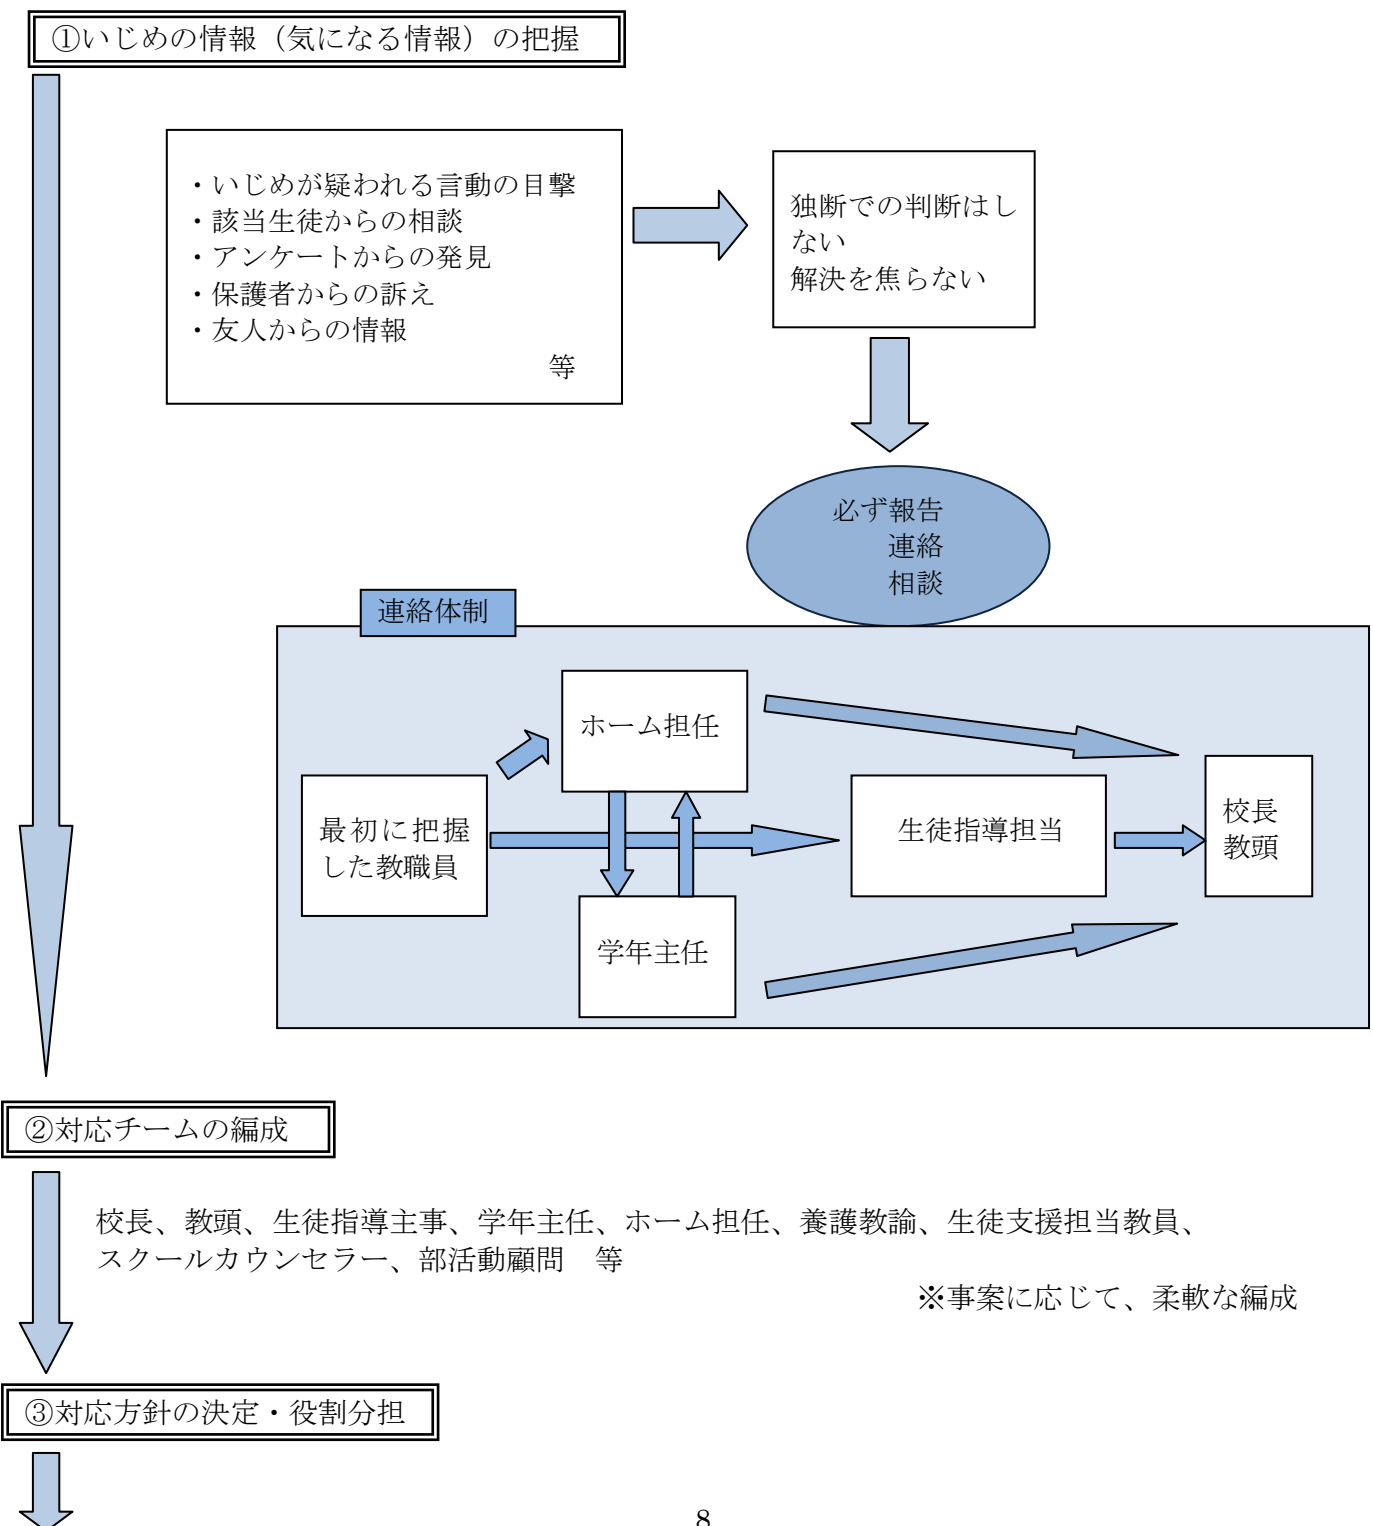 ①いじめの情報（気になる情報）の把握
・いじめが疑われる言動の目撃
・該当生徒からの相談
・アンケートからの発見
・保護者からの訴え
・友人からの情報
等
独断での判断はし
ない
解決を焦らない
必ず報告
連絡
相談
連絡体制
ホーム担任
最初に把握
した教職員
生徒指導担当
校長
教頭
学年主任
②対応チームの編成
校長、教頭、生徒指導主事、学年主任、ホーム担任、養護教諭、生徒支援担当教員、
スクールカウンセラー、部活動顧問　等
※事案に応じて、柔軟な編成
③対応方針の決定・役割分担
8